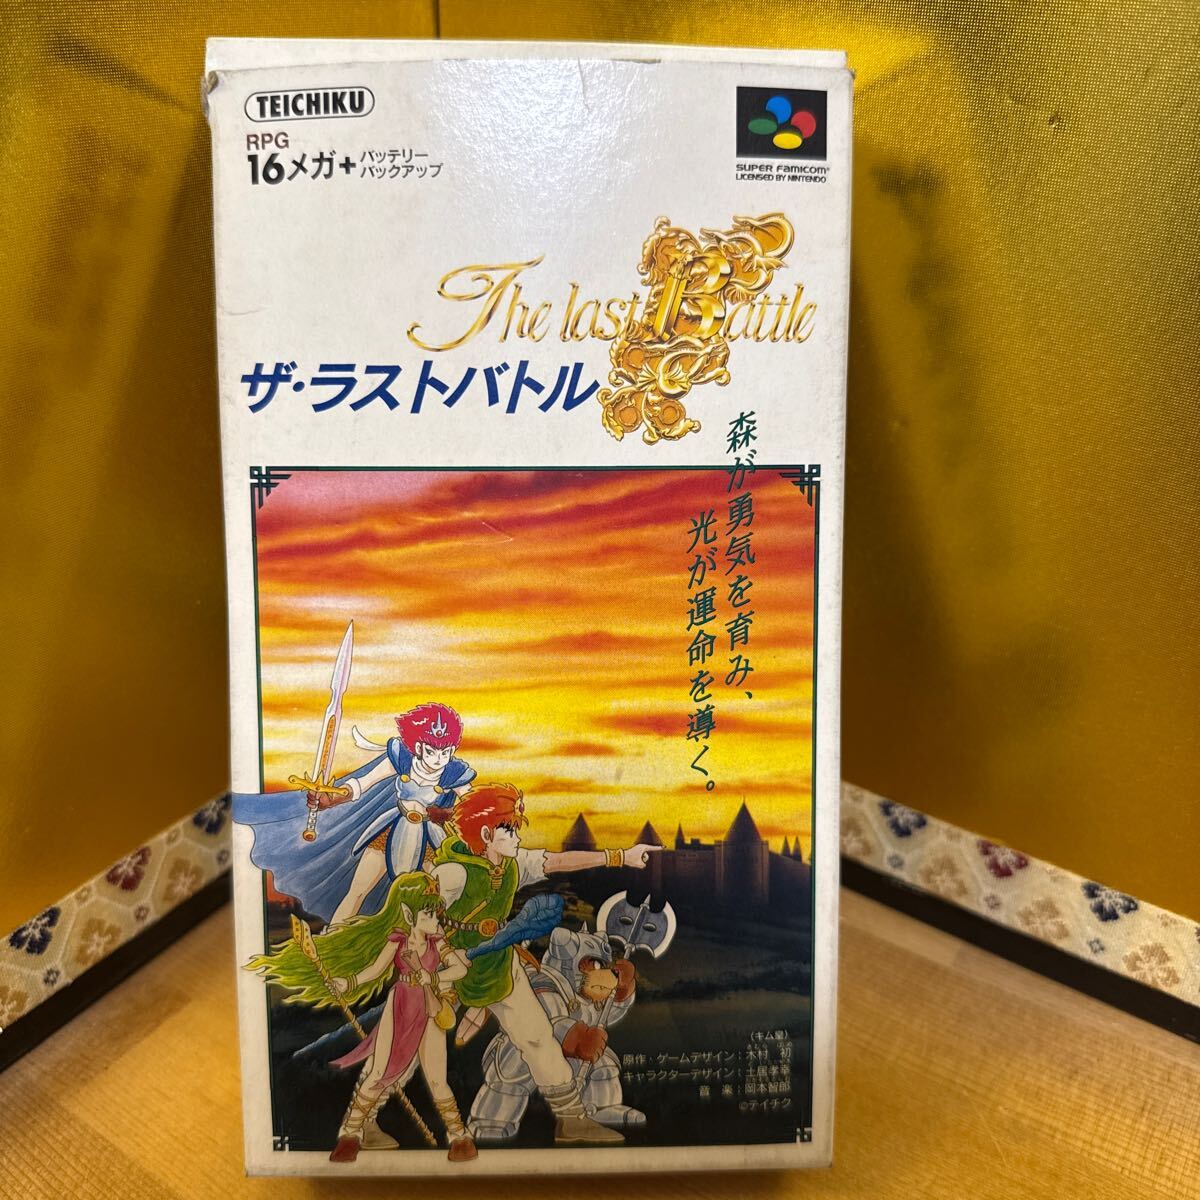 TEICHIKU
RPG
16メガ+バッテリーバックアップ
SUPER FAMICOM
LICENSED BY NINTENDO
The last Battle
ザ・ラストバトル
森が勇気を育み、
光が運命を導く。
(キム皇)
原作・ゲームデザイン:木村 初
キャラクターデザイン:土居孝幸
音 楽:岡本智郎
©テイチク